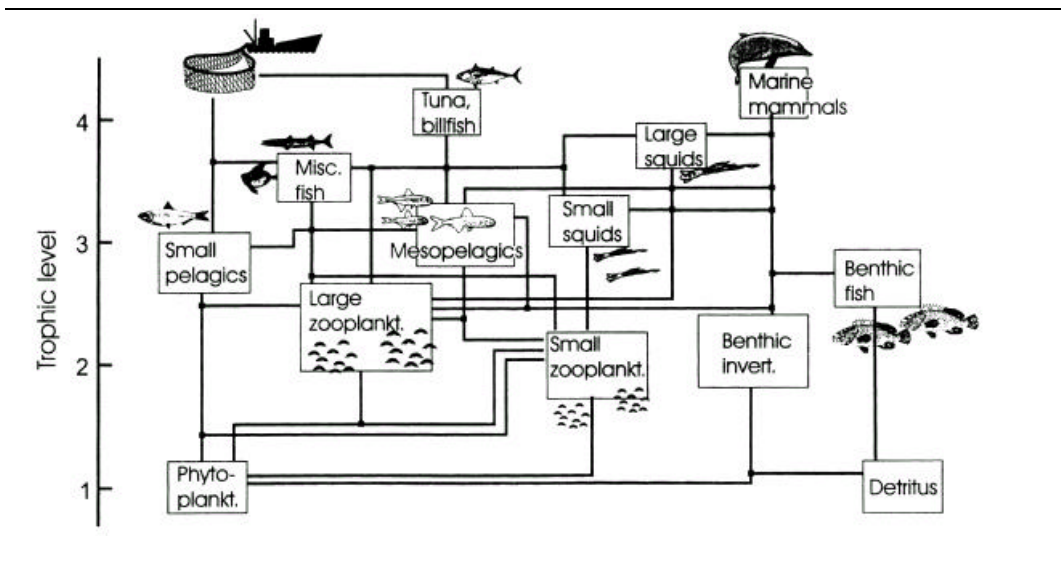 Trophic level
4
3
2
1
Tuna,
billfish
Marine
mammals
Large
squids
Misc.
fish
Small
squids
Mesopelagics
Small
pelagics
Benthic
fish
Large
zooplankt.
Small
zooplankt.
Benthic
invert.
Phyto-
plankt.
Detritus